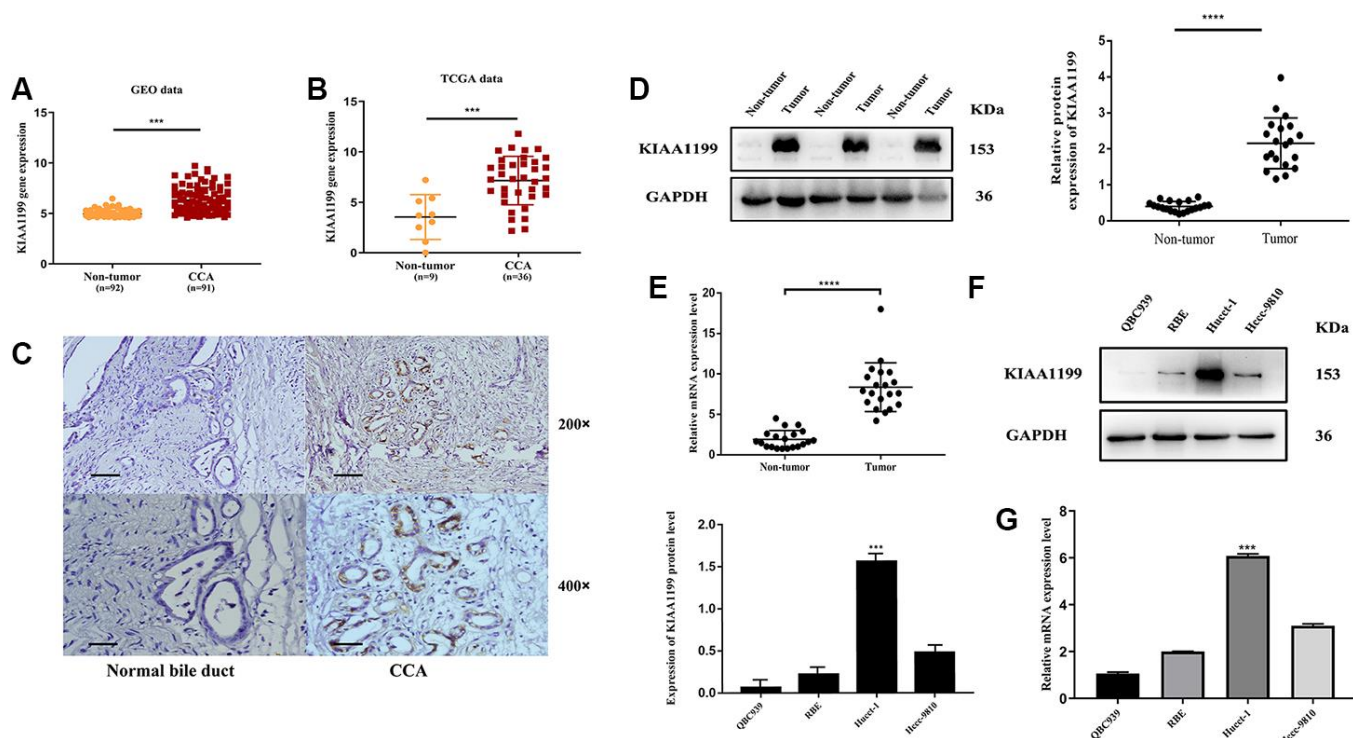 A
GEO data
***
KIAA1199 gene expression
15
10
5
0
Non-tumor
(n=92)
CCA
(n=91)
B
TCGA data
***
KIAA1199 gene expression
15
10
5
0
Non-tumor
(n=9)
CCA
(n=36)
C
200×
400×
Normal bile duct
CCA
D
Non-tumor
Tumor
Non-tumor
Tumor
Non-tumor
Tumor
KDa
KIAA1199
153
GAPDH
36
****
Relative protein
expression of KIAA1199
5
4
3
2
1
0
Non-tumor
Tumor
E
****
Relative mRNA expression level
20
15
10
5
0
Non-tumor
Tumor
F
QBC939
RBE
Hucct-1
Hccc-9810
KDa
KIAA1199
153
GAPDH
36
Expression of KIAA1199 protein level
2.0
1.5
1.0
0.5
0.0
***
QBC939
RBE
Hucct-1
Hccc-9810
G
Relative mRNA expression level
8
6
4
2
0
***
QBC939
RBE
Hucct-1
Hccc-9810